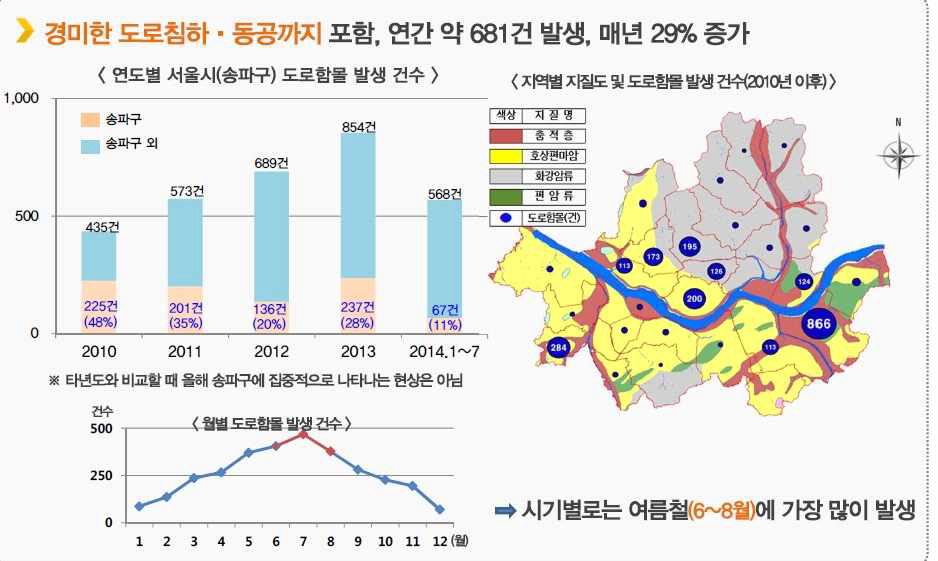 경미한 도로침하·동공까지 포함, 연간 약 681건 발생, 매년 29% 증가
< 연도별 서울시(송파구) 도로함몰 발생 건수 >
1,000
500
0
송파구
송파구 외
435건
573건
689건
854건
568건
225건
(48%)
201건
(35%)
136건
(20%)
237건
(28%)
67건
(11%)
2010
2011
2012
2013
2014.1~7
※ 타년도와 비교할 때 올해 송파구에 집중적으로 나타나는 현상은 아님
< 월별 도로함몰 발생 건수 >
건수
500
250
0
1 2 3 4 5 6 7 8 9 10 11 12 (월)
< 지역별 지질도 및 도로함몰 발생 건수(2010년 이후) >
색상 지 질 명
충 적 층
호상편마암
화강암류
편 암 류
도로함몰(건)
N
195
173
113
126
124
200
866
284
113
시기별로는 여름철(6~8월)에 가장 많이 발생